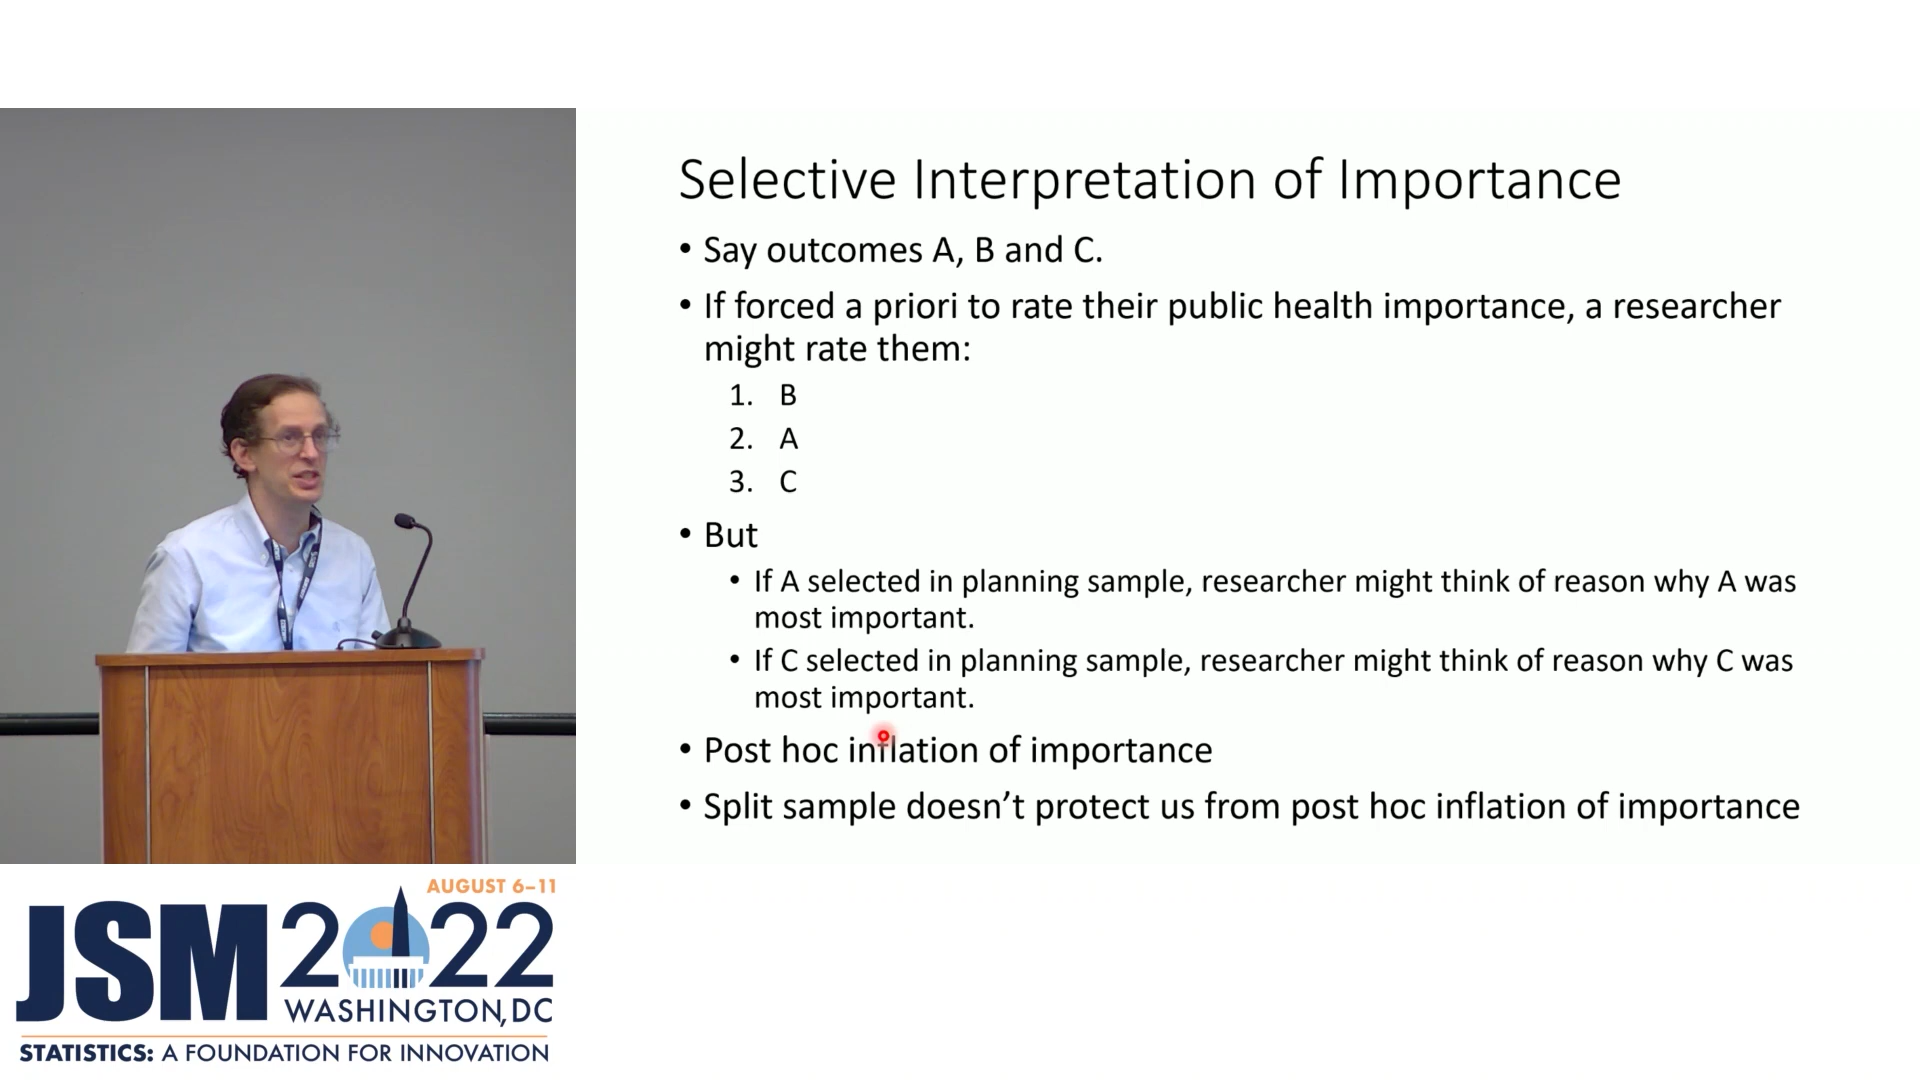 Selective Interpretation of Importance
• Say outcomes A, B and C.
• If forced a priori to rate their public health importance, a researcher
might rate them:
1. B
2. A
3. C
• But
• If A selected in planning sample, researcher might think of reason why A was
most important.
• If C selected in planning sample, researcher might think of reason why C was
most important.
• Post hoc inflation of importance
• Split sample doesn’t protect us from post hoc inflation of importance
AUGUST 6–11
JSM 2022
WASHINGTON, DC
STATISTICS: A FOUNDATION FOR INNOVATION